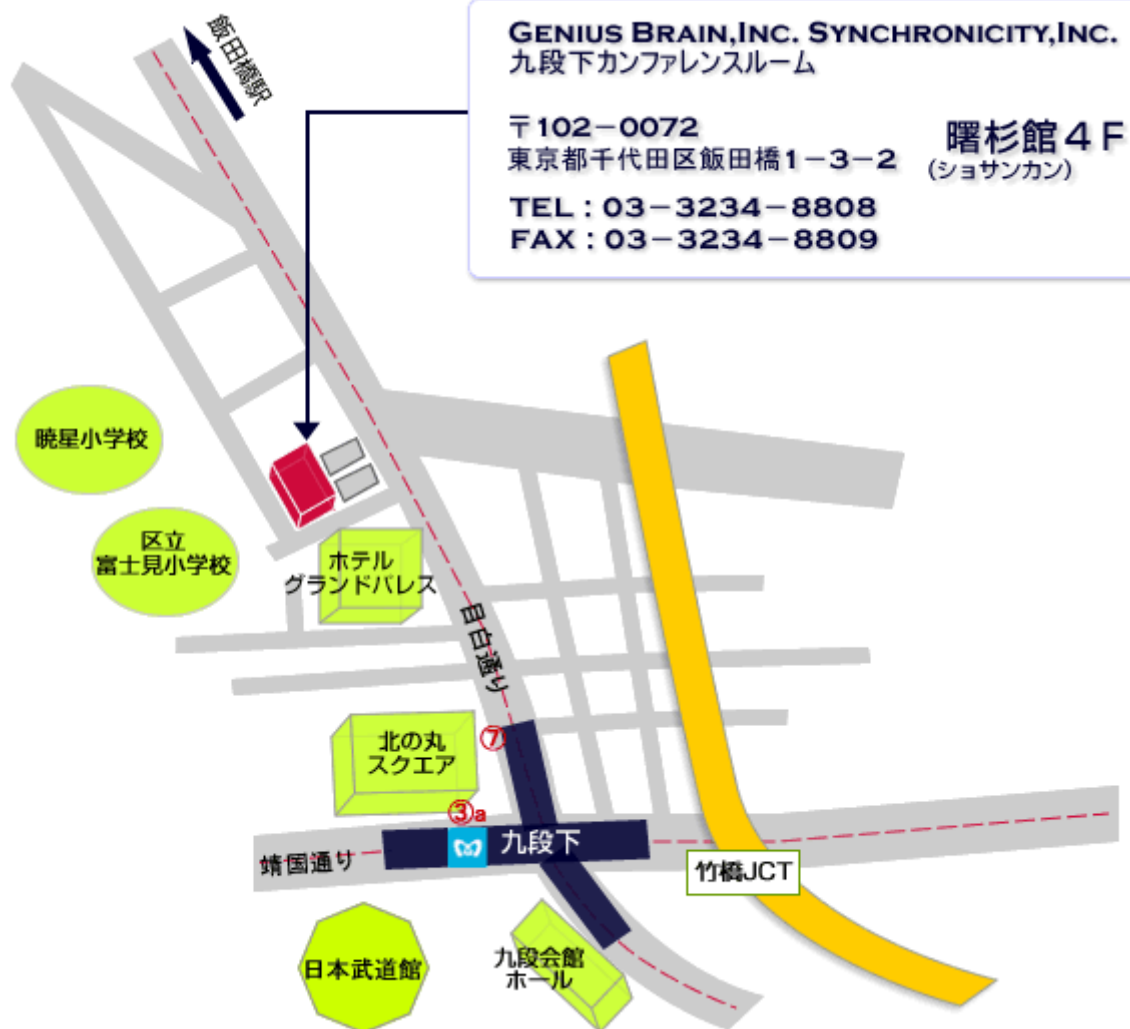 GENIUS BRAIN,INC. SYNCHRONICITY,INC.
九段下カンファレンスルーム
〒102-0072
東京都千代田区飯田橋1-3-2
曙杉館4F
(ショサンカン)
TEL : 03-3234-8808
FAX : 03-3234-8809
飯田橋駅
暁星小学校
区立
富士見小学校
ホテル
グランドパレス
目白通り
北の丸
スクエア
⑦
③a
九段下
靖国通り
竹橋JCT
日本武道館
九段会館
ホール